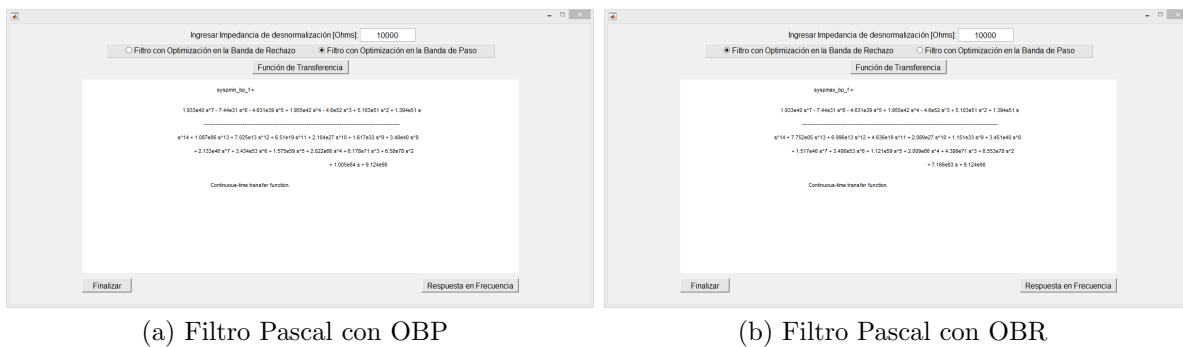 Ingresar Impedancia de desnormalización [Ohms]: 10000
Filtro con Optimización en la Banda de Rechazo Filtro con Optimización en la Banda de Paso
Función de Transferencia
syspmin_bp_f =
1.933e40 s^7 - 7.44e31 s^6 - 4.631e39 s^5 + 1.955e42 s^4 - 4.6e52 s^3 + 5.103e51 s^2 + 1.394e51 s
s^14 + 1.087e06 s^13 + 7.025e13 s^12 + 6.51e19 s^11 + 2.104e27 s^10 + 1.617e33 s^9 + 3.48e40 s^8
+ 2.133e46 s^7 + 3.434e53 s^6 + 1.575e59 s^5 + 2.022e66 s^4 + 6.178e71 s^3 + 6.58e78 s^2
+ 1.005e84 s + 9.124e90
Continuous-time transfer function.
Finalizar Respuesta en Frecuencia
(a) Filtro Pascal con OBP
Ingresar Impedancia de desnormalización [Ohms]: 10000
Filtro con Optimización en la Banda de Rechazo Filtro con Optimización en la Banda de Paso
Función de Transferencia
syspmax_bp_f =
1.933e40 s^7 - 7.44e31 s^6 - 4.631e39 s^5 + 1.955e42 s^4 - 4.6e52 s^3 + 5.103e51 s^2 + 1.394e51 s
s^14 + 7.752e05 s^13 + 6.996e13 s^12 + 4.636e19 s^11 + 2.089e27 s^10 + 1.151e33 s^9 + 3.451e40 s^8
+ 1.517e46 s^7 + 3.406e53 s^6 + 1.121e59 s^5 + 2.009e66 s^4 + 4.399e71 s^3 + 6.553e78 s^2
+ 7.166e83 s + 9.124e90
Continuous-time transfer function.
Finalizar Respuesta en Frecuencia
(b) Filtro Pascal con OBR